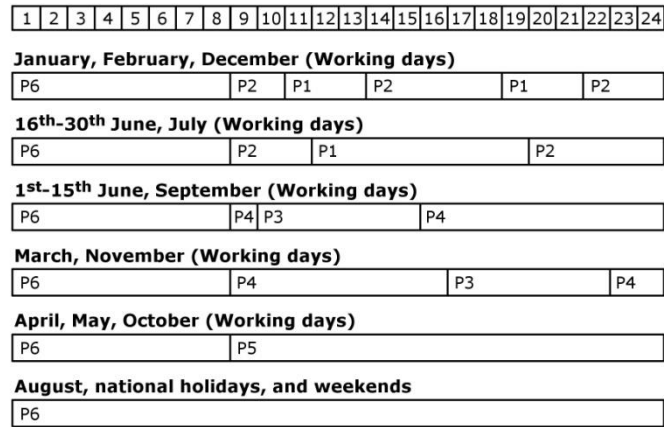 1 2 3 4 5 6 7 8 9 10 11 12 13 14 15 16 17 18 19 20 21 22 23 24
January, February, December (Working days)
P6 P2 P1 P2 P1 P2
16th-30th June, July (Working days)
P6 P2 P1 P2
1st-15th June, September (Working days)
P6 P4 P3 P4
March, November (Working days)
P6 P4 P3 P4
April, May, October (Working days)
P6 P5
August, national holidays, and weekends
P6